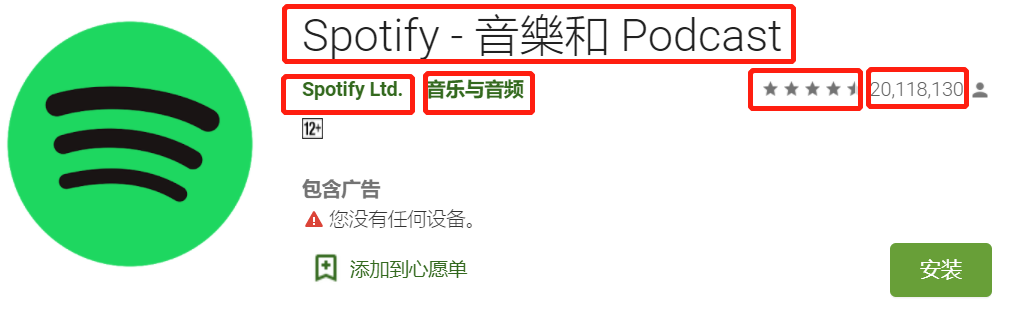 Spotify - 音樂和 Podcast
Spotify Ltd. 音乐与音频 20,118,130
12+
包含广告
您没有任何设备。
添加到心愿单
安装